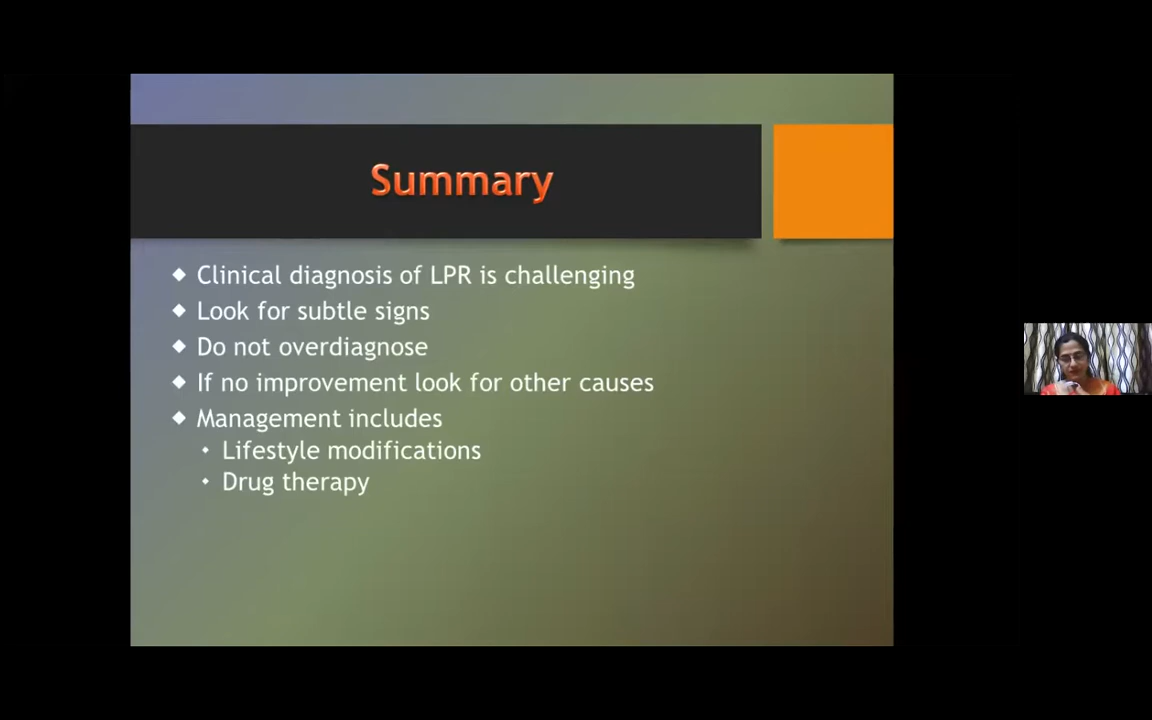 Summary
Clinical diagnosis of LPR is challenging
Look for subtle signs
Do not overdiagnose
If no improvement look for other causes
Management includes
Lifestyle modifications
Drug therapy